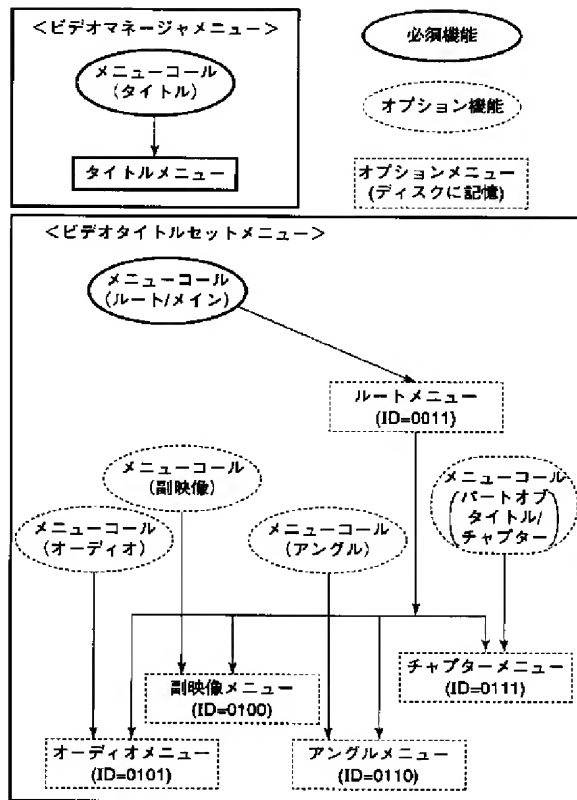 <ビデオマネージャメニュー>
メニューコール
(タイトル)
タイトルメニュー
必須機能
オプション機能
オプションメニュー
(ディスクに記憶)
<ビデオタイトルセットメニュー>
メニューコール
(ルート/メイン)
ルートメニュー
(ID=0011)
メニューコール
(副映像)
メニューコール
(オーディオ)
メニューコール
(アングル)
メニューコール
(パートオブ
タイトル/
チャプター)
副映像メニュー
(ID=0100)
チャプターメニュー
(ID=0111)
オーディオメニュー
(ID=0101)
アングルメニュー
(ID=0110)